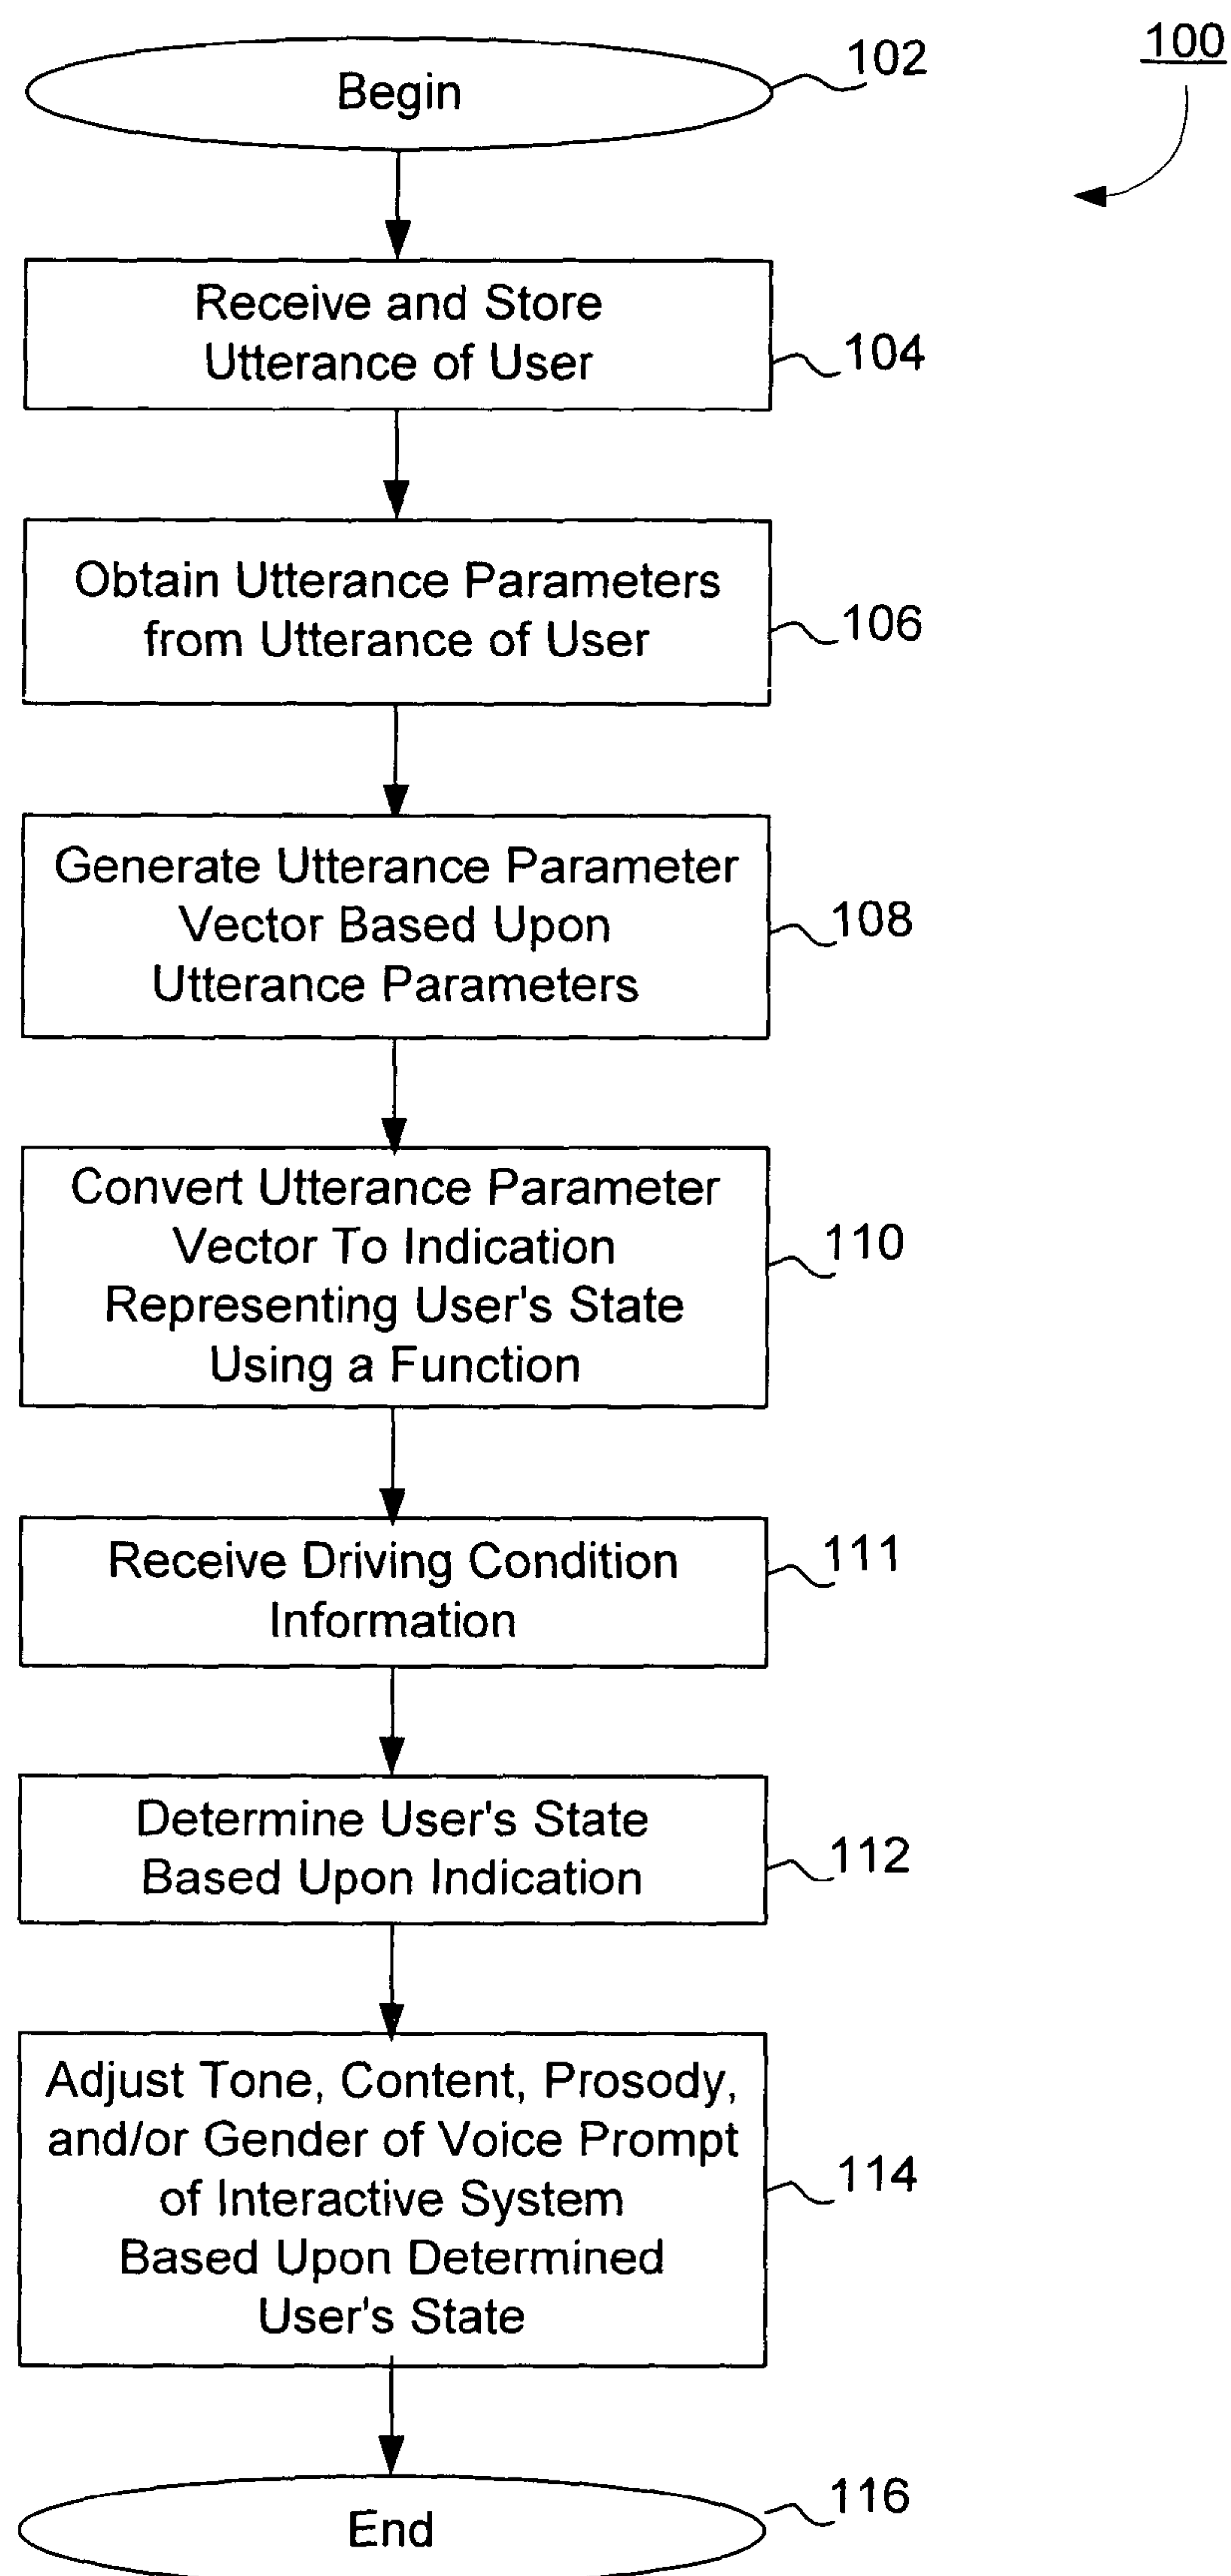 100
Begin
102
Receive and Store
Utterance of User
104
Obtain Utterance Parameters
from Utterance of User
106
Generate Utterance Parameter
Vector Based Upon
Utterance Parameters
108
Convert Utterance Parameter
Vector To Indication
Representing User's State
Using a Function
110
Receive Driving Condition
Information
111
Determine User's State
Based Upon Indication
112
Adjust Tone, Content, Prosody,
and/or Gender of Voice Prompt
of Interactive System
Based Upon Determined
User's State
114
End
116